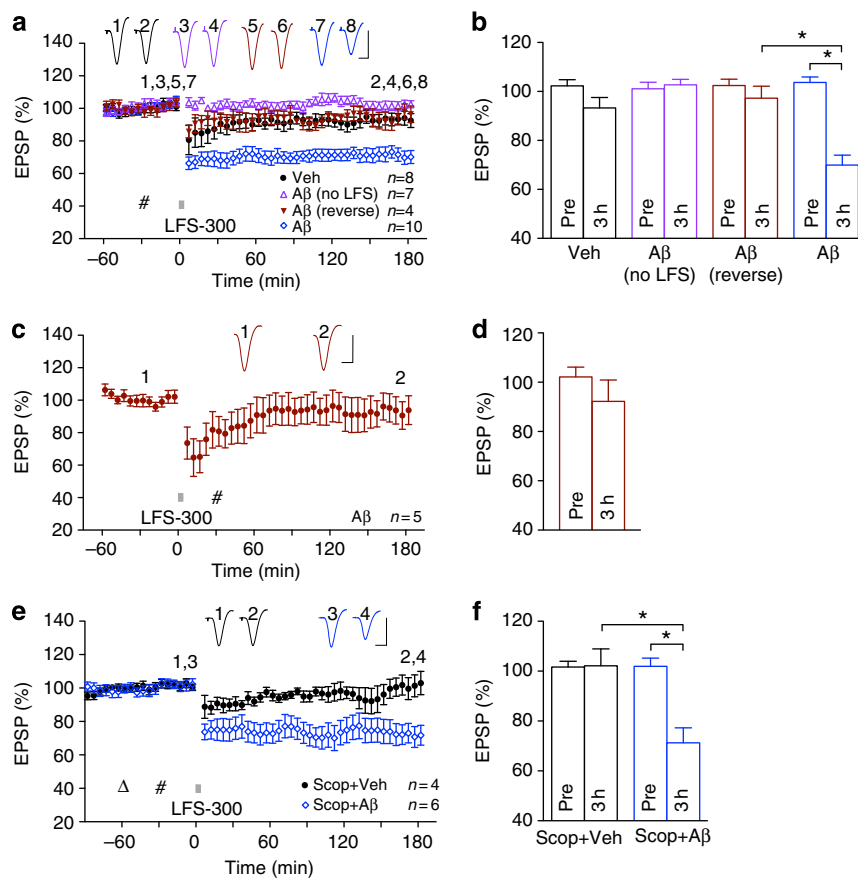 a
1 2 3 4 5 6 7 8
140
120
100
80
60
40
20
EPSP (%)
1,3,5,7
2,4,6,8
#
LFS-300
Veh n=8
Aβ (no LFS) n=7
Aβ (reverse) n=4
Aβ n=10
–60 0 60 120 180
Time (min)
b
120
100
80
60
40
EPSP (%)
* *
Pre 3 h Pre 3 h Pre 3 h Pre 3 h
Veh Aβ Aβ Aβ
(no LFS) (reverse)
c
140
120
100
80
60
40
20
EPSP (%)
1
1 2
2
#
LFS-300
Aβ n=5
–60 0 60 120 180
Time (min)
d
120
100
80
60
40
EPSP (%)
Pre 3 h
e
140
120
100
80
60
40
20
EPSP (%)
1 2 3 4
1,3
2,4
Δ #
LFS-300
Scop+Veh n=4
Scop+Aβ n=6
–60 0 60 120 180
Time (min)
f
120
100
80
60
40
EPSP (%)
*
*
Pre 3 h Pre 3 h
Scop+Veh Scop+Aβ